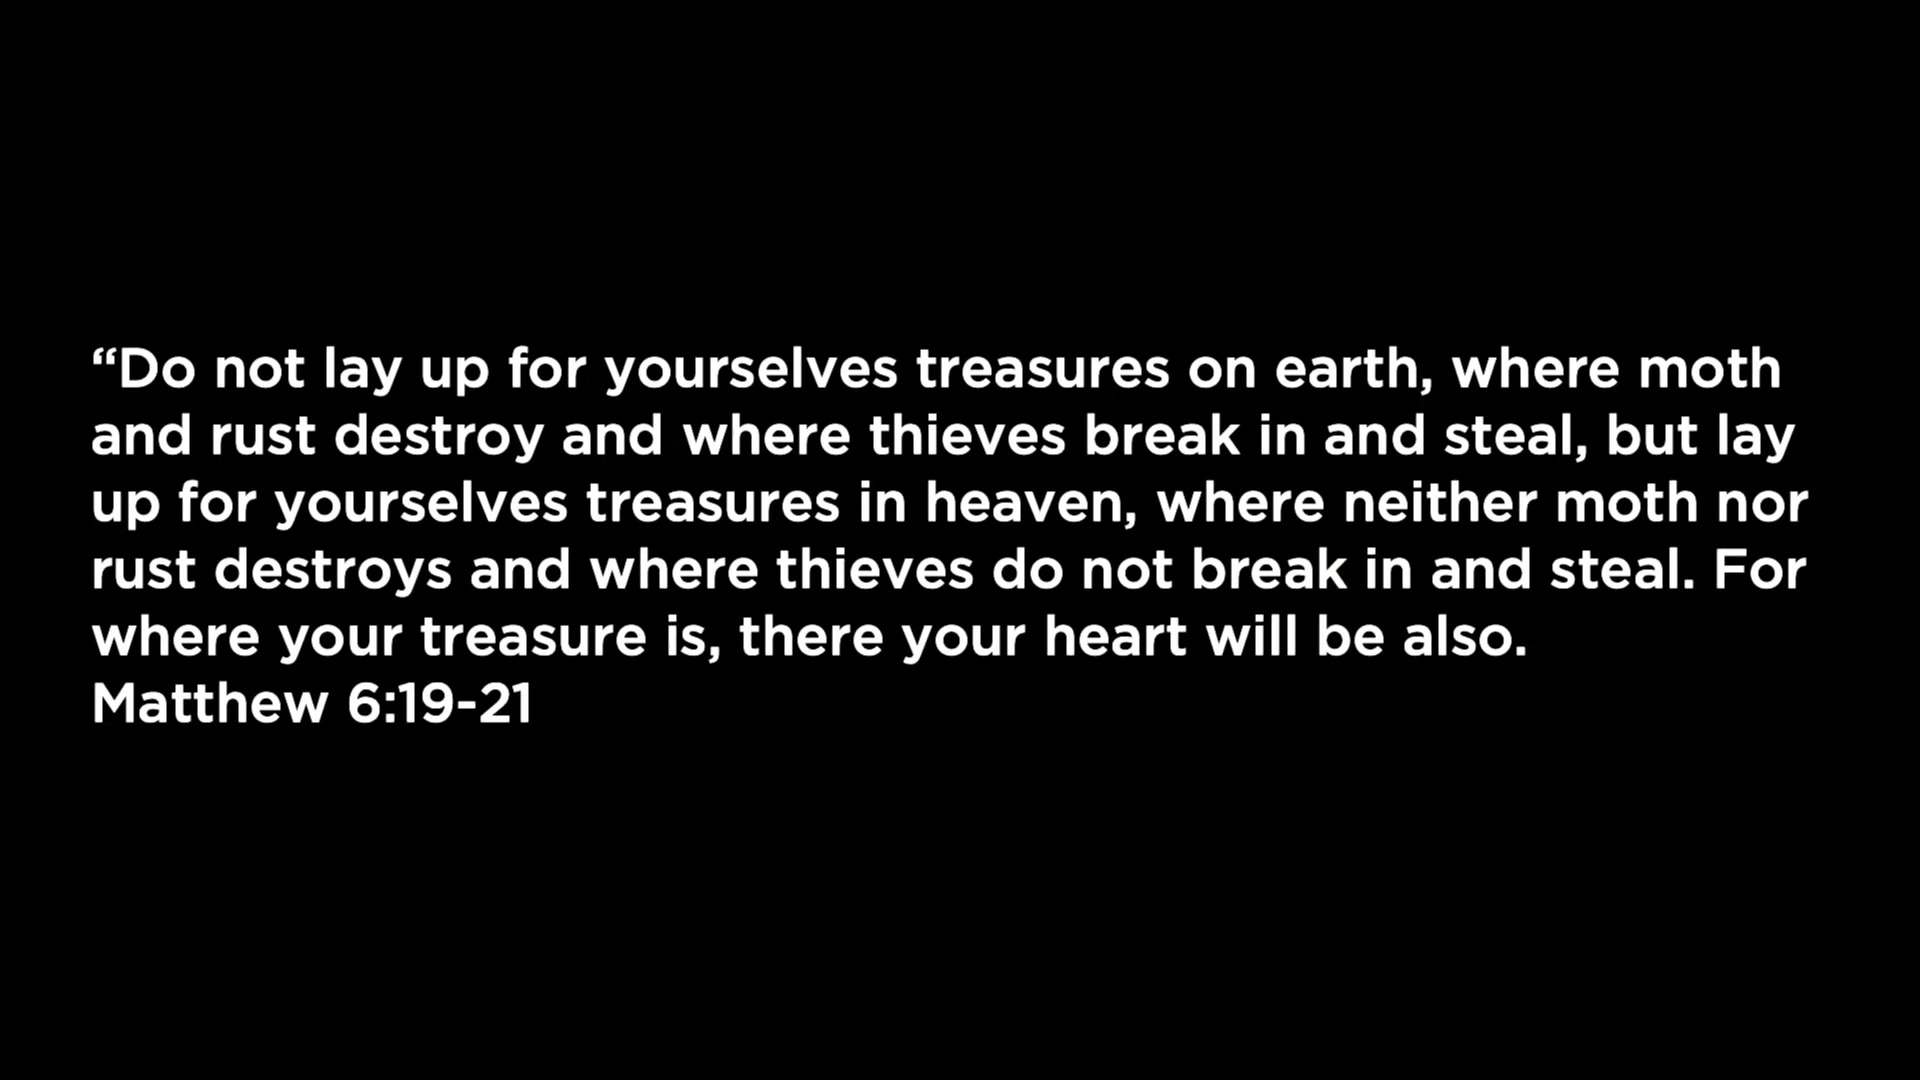 “Do not lay up for yourselves treasures on earth, where moth
and rust destroy and where thieves break in and steal, but lay
up for yourselves treasures in heaven, where neither moth nor
rust destroys and where thieves do not break in and steal. For
where your treasure is, there your heart will be also.
Matthew 6:19-21